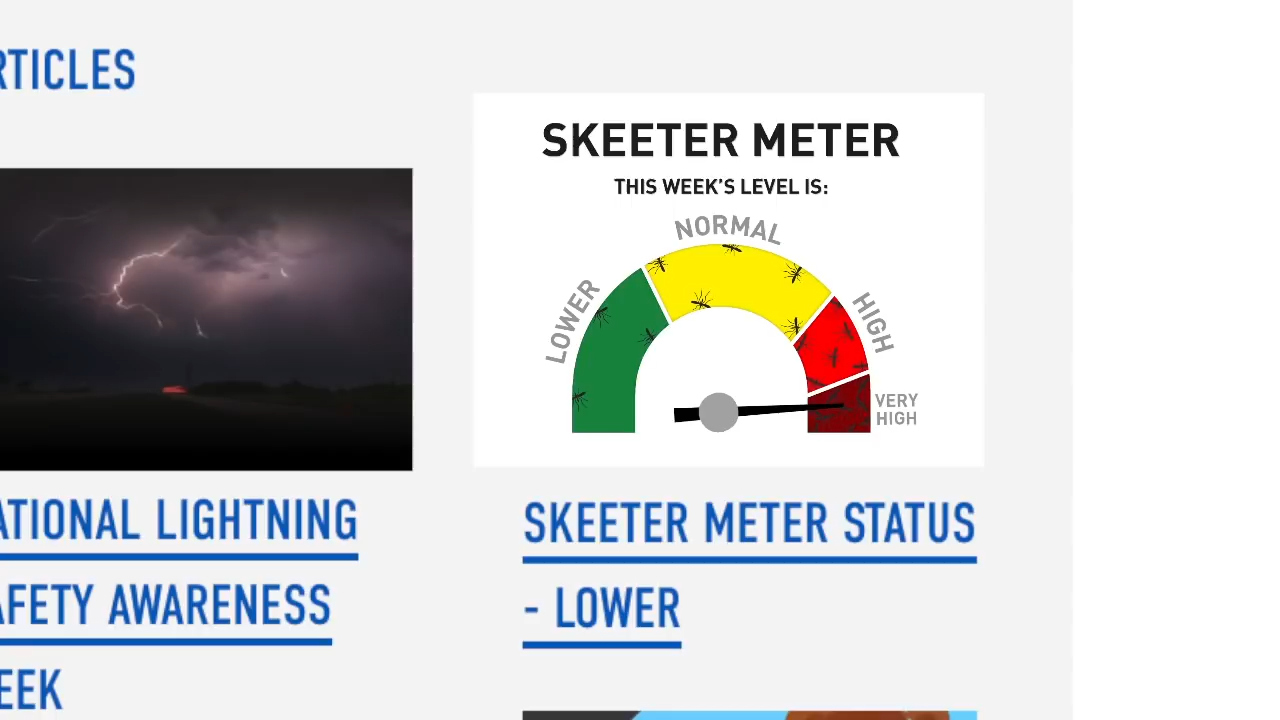 RTICLES
SKEETER METER
THIS WEEK'S LEVEL IS:
LOWER
NORMAL
HIGH
VERY
HIGH
ATIONAL LIGHTNING
AFETY AWARENESS
EEK
SKEETER METER STATUS
- LOWER